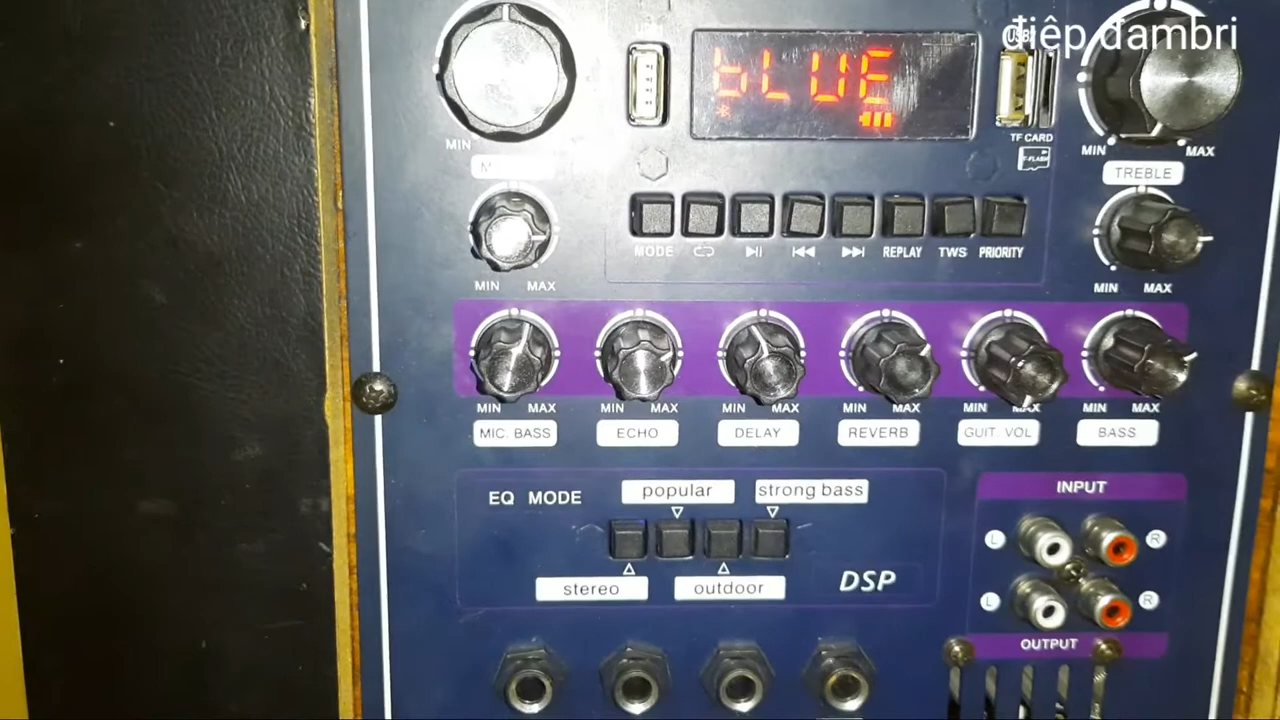 điệp đambri
USB
bLUE
TF CARD
T-FLASH
MIN
MIN MAX
TREBLE
MODE REPLAY TWS PRIORITY
MIN MAX MIN MAX
MIN MAX MIN MAX MIN MAX MIN MAX MIN MAX MIN MAX
MIC. BASS ECHO DELAY REVERB GUIT. VOL BASS
EQ MODE popular strong bass
INPUT
L R
stereo outdoor DSP
L R
OUTPUT